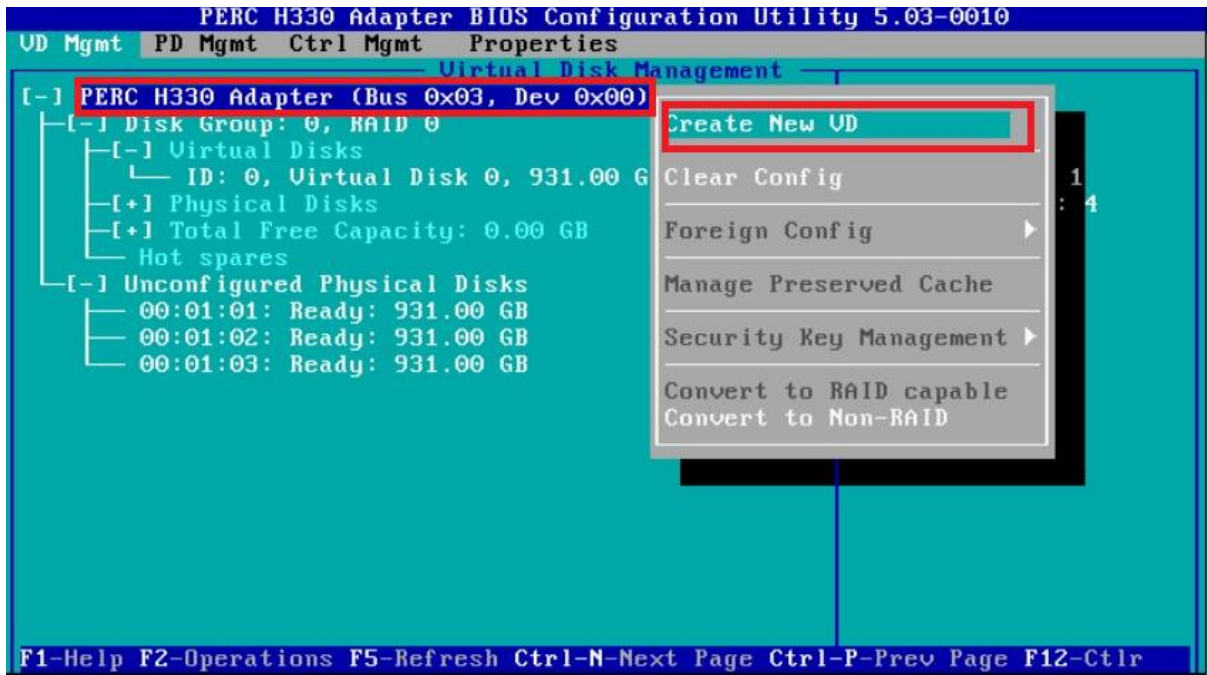 PERC H330 Adapter BIOS Configuration Utility 5.03-0010
VD Mgmt PD Mgmt Ctrl Mgmt Properties
Virtual Disk Management
[-] PERC H330 Adapter (Bus 0x03, Dev 0x00)
[-] Disk Group: 0, RAID 0
[-] Virtual Disks
ID: 0, Virtual Disk 0, 931.00 G
[+] Physical Disks
[+] Total Free Capacity: 0.00 GB
Hot spares
[-] Unconfigured Physical Disks
00:01:01: Ready: 931.00 GB
00:01:02: Ready: 931.00 GB
00:01:03: Ready: 931.00 GB
Create New VD
Clear Config
Foreign Config
Manage Preserved Cache
Security Key Management
Convert to RAID capable
Convert to Non-RAID
1
: 4
F1-Help F2-Operations F5-Refresh Ctrl-N-Next Page Ctrl-P-Prev Page F12-Ctlr